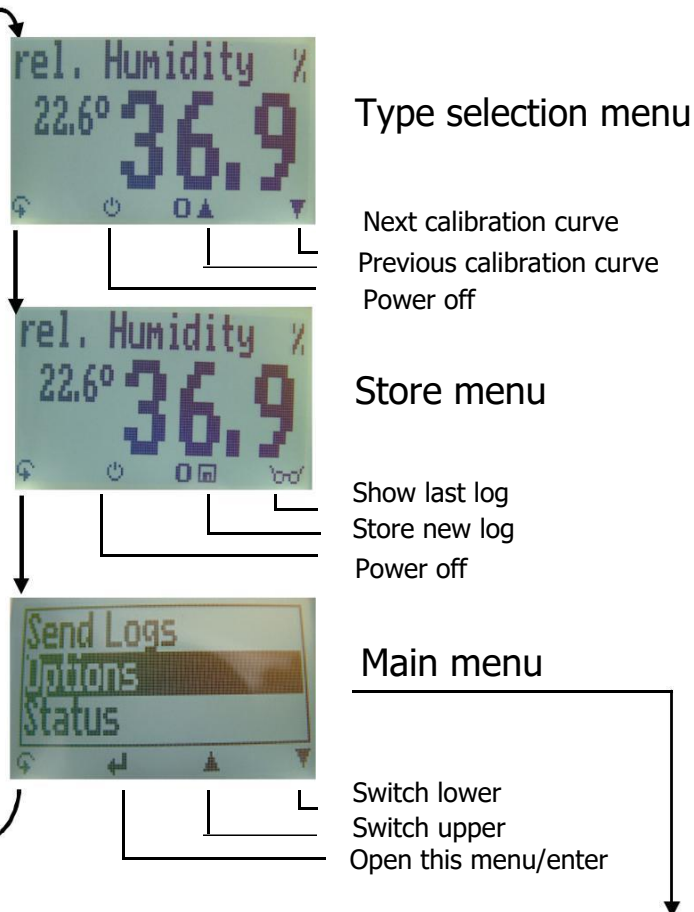 rel. Humidity %
22.6° 36.9
0
Type selection menu
Next calibration curve
Previous calibration curve
Power off
rel. Humidity %
22.6° 36.9
0
Store menu
Show last log
Store new log
Power off
Send Logs
Options
Status
Main menu
Switch lower
Switch upper
Open this menu/enter